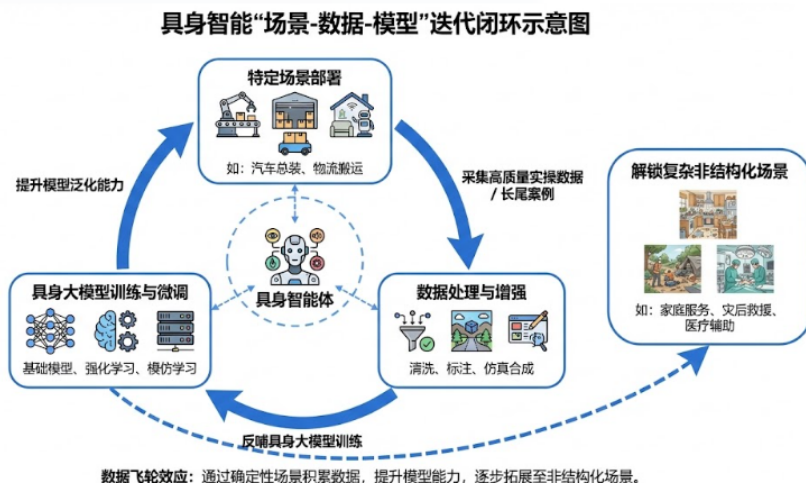 具身智能“场景-数据-模型”迭代闭环示意图
特定场景部署
如：汽车总装、物流搬运
提升模型泛化能力
采集高质量实操数据
/ 长尾案例
解锁复杂非结构化场景
如：家庭服务、灾后救援、
医疗辅助
具身智能体
具身大模型训练与微调
基础模型、强化学习、模仿学习
数据处理与增强
清洗、标注、仿真合成
反哺具身大模型训练
数据飞轮效应：通过确定性场景积累数据，提升模型能力，逐步拓展至非结构化场景。